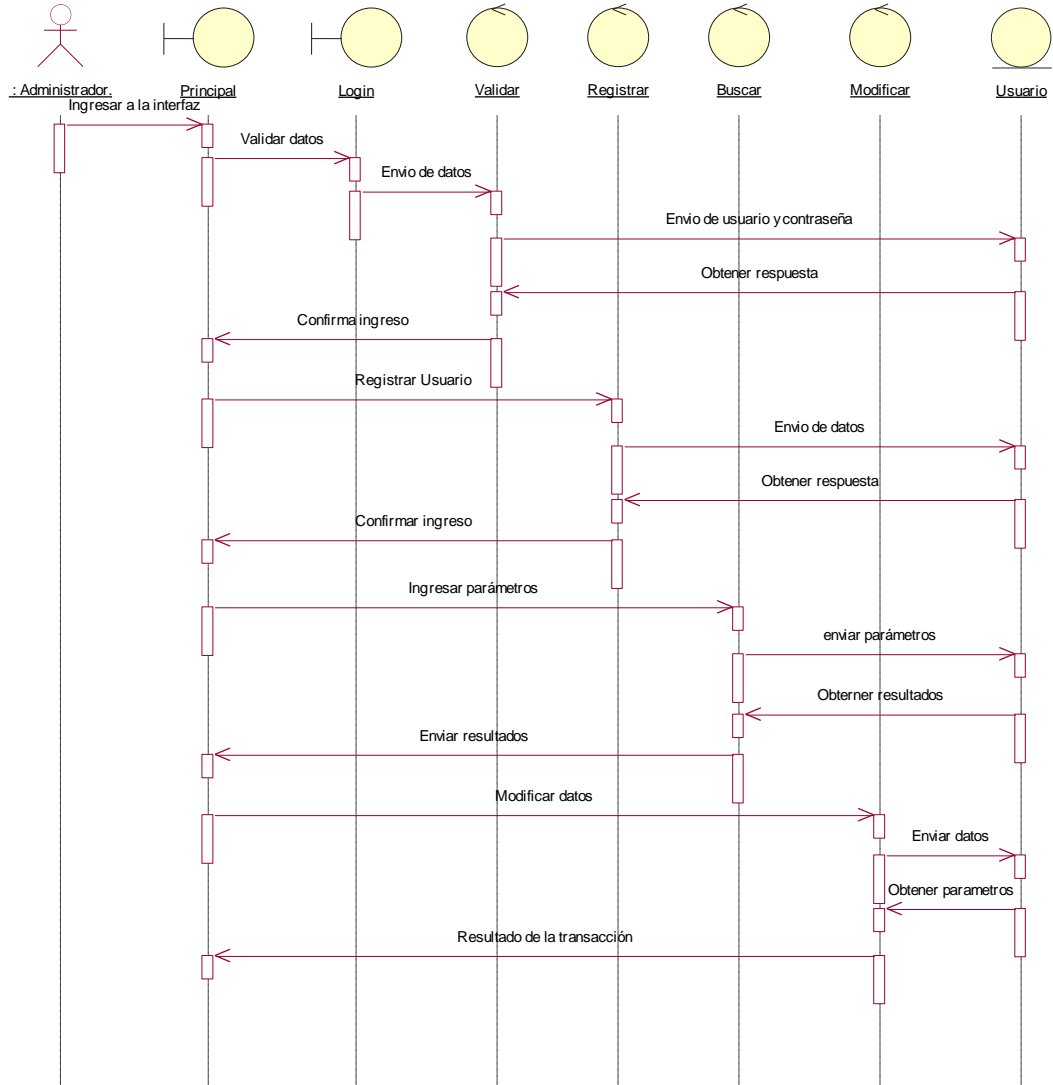 : Administrador.
Principal
Login
Validar
Registrar
Buscar
Modificar
Usuario
Ingresar a la interfaz
Validar datos
Envio de datos
Envio de usuario y contraseña
Obtener respuesta
Confirma ingreso
Registrar Usuario
Envio de datos
Obtener respuesta
Confirmar ingreso
Ingresar parámetros
enviar parámetros
Obterner resultados
Enviar resultados
Modificar datos
Enviar datos
Obtener parametros
Resultado de la transacción